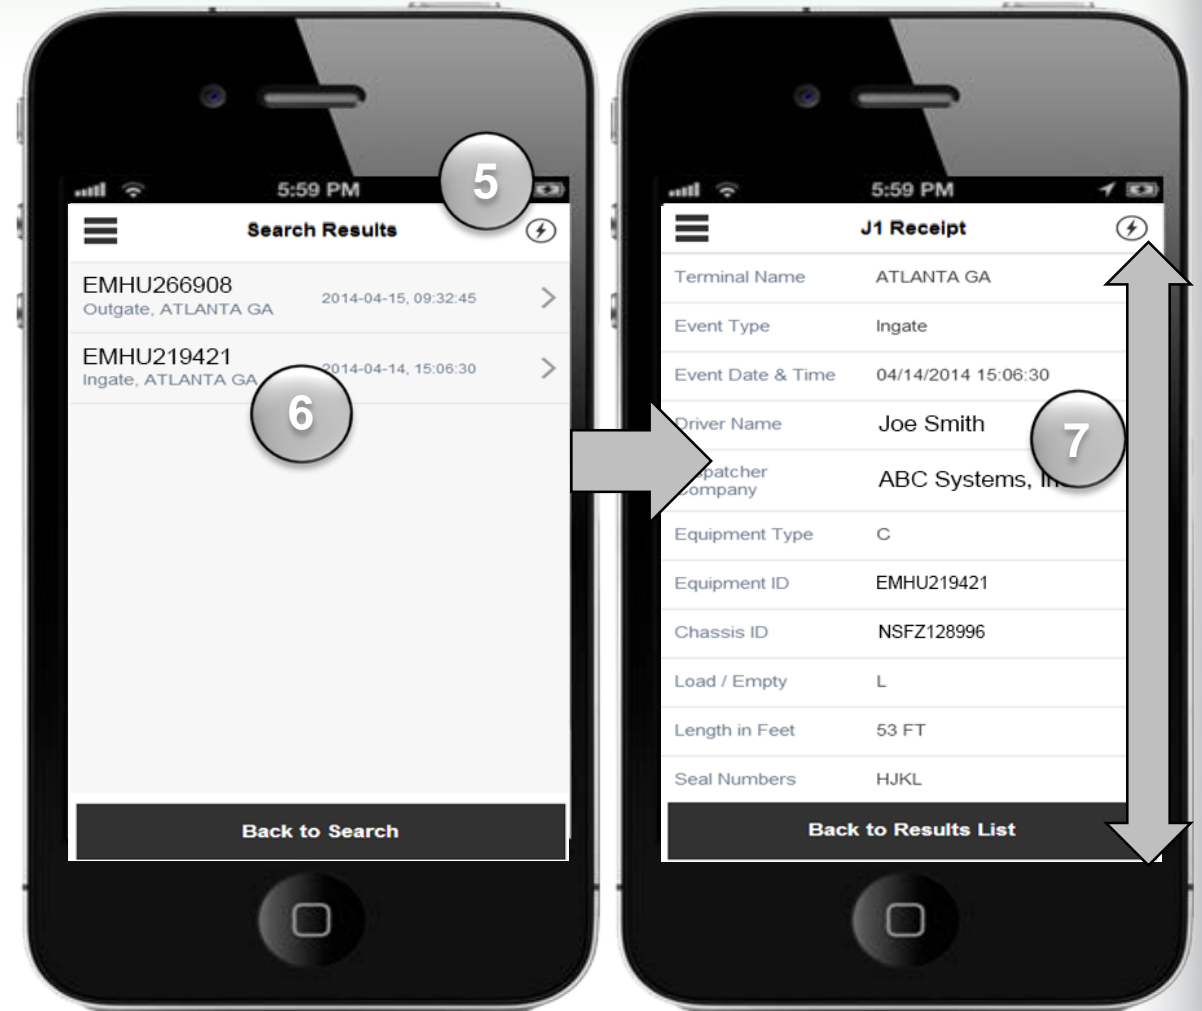 5
5:59 PM
Search Results
EMHU266908
Outgate, ATLANTA GA 2014-04-15, 09:32:45
EMHU219421
Ingate, ATLANTA GA 2014-04-14, 15:06:30
6
Back to Search
5:59 PM
J1 Receipt
Terminal Name ATLANTA GA
Event Type Ingate
Event Date & Time 04/14/2014 15:06:30
Driver Name Joe Smith
7
ABC Systems,
Company
Equipment Type C
Equipment ID EMHU219421
Chassis ID NSFZ128996
Load / Empty L
Length in Feet 53 FT
Seal Numbers HJKL
Back to Results List